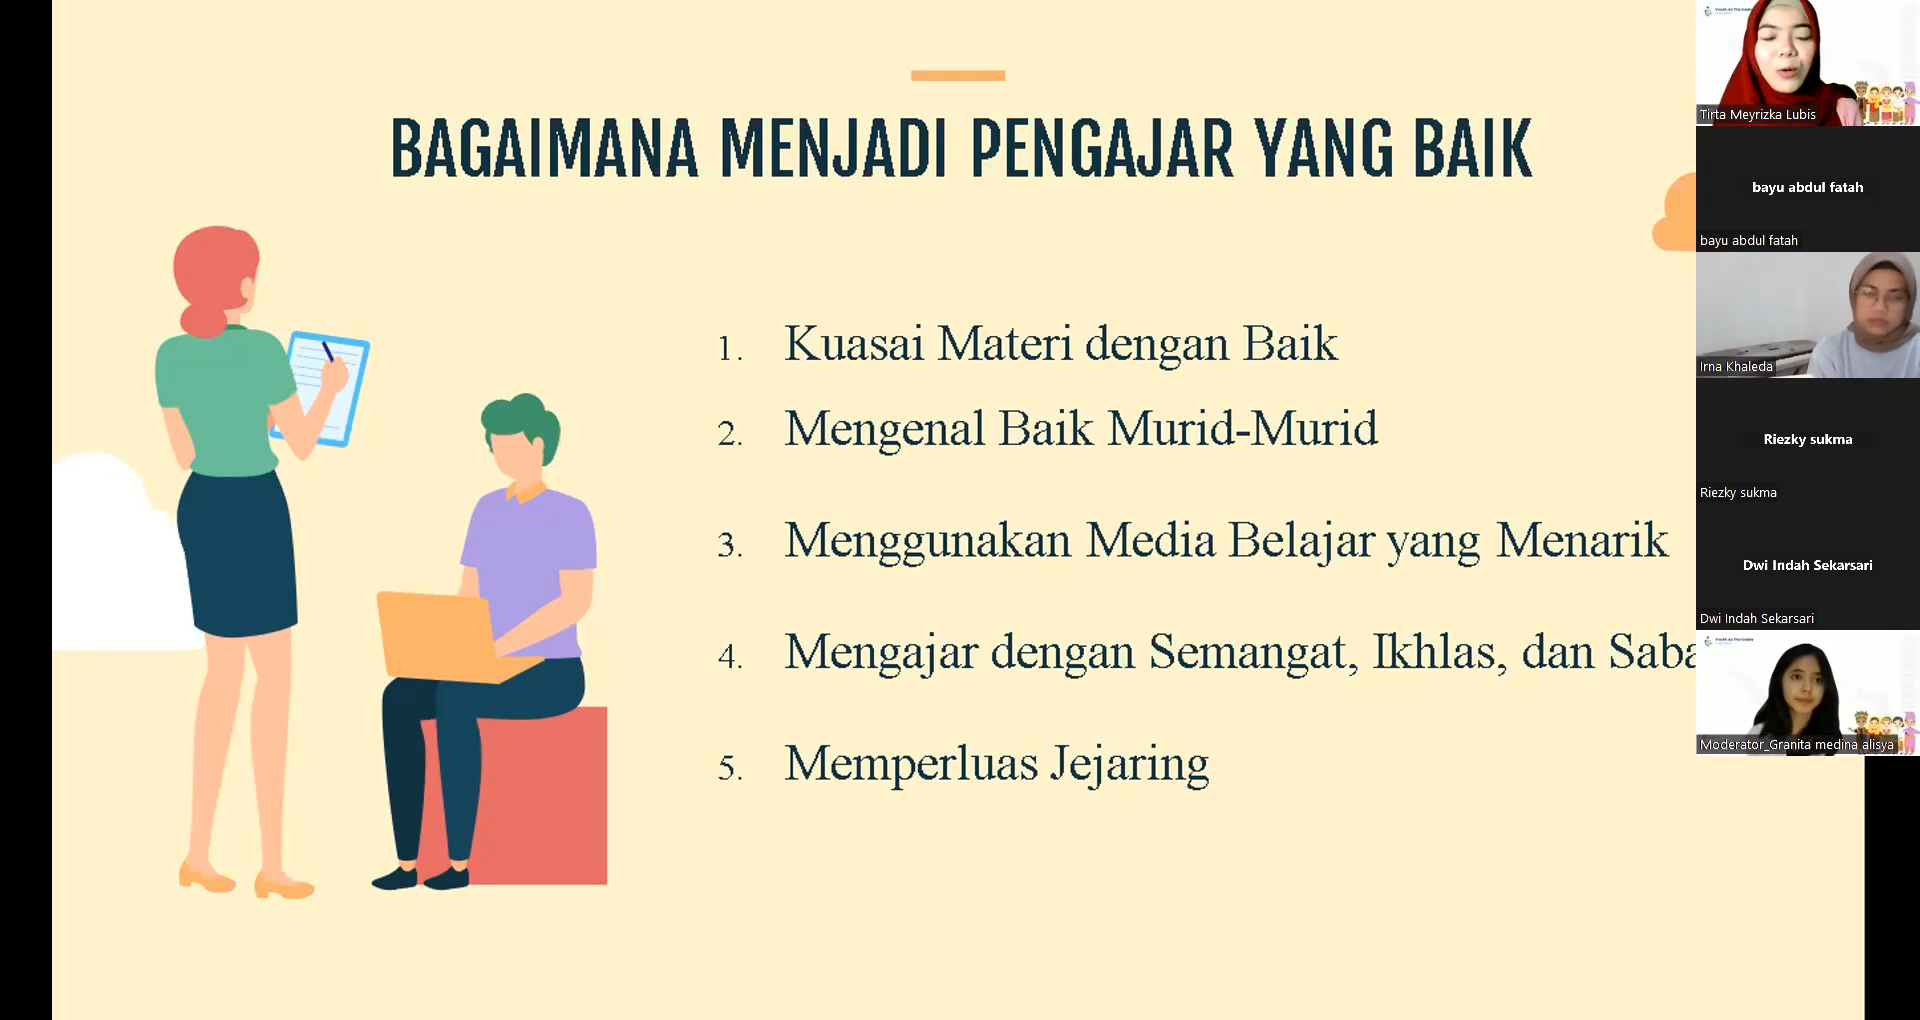 BAGAIMANA MENJADI PENGAJAR YANG BAIK
1. Kuasai Materi dengan Baik
2. Mengenal Baik Murid-Murid
3. Menggunakan Media Belajar yang Menarik
4. Mengajar dengan Semangat, Ikhlas, dan Saba
5. Memperluas Jejaring
Tirta Meyrizka Lubis
bayu abdul fatah
bayu abdul fatah
Irna Khaleda
Riezky sukma
Riezky sukma
Dwi Indah Sekarsari
Dwi Indah Sekarsari
Moderator_Granita medina alisya